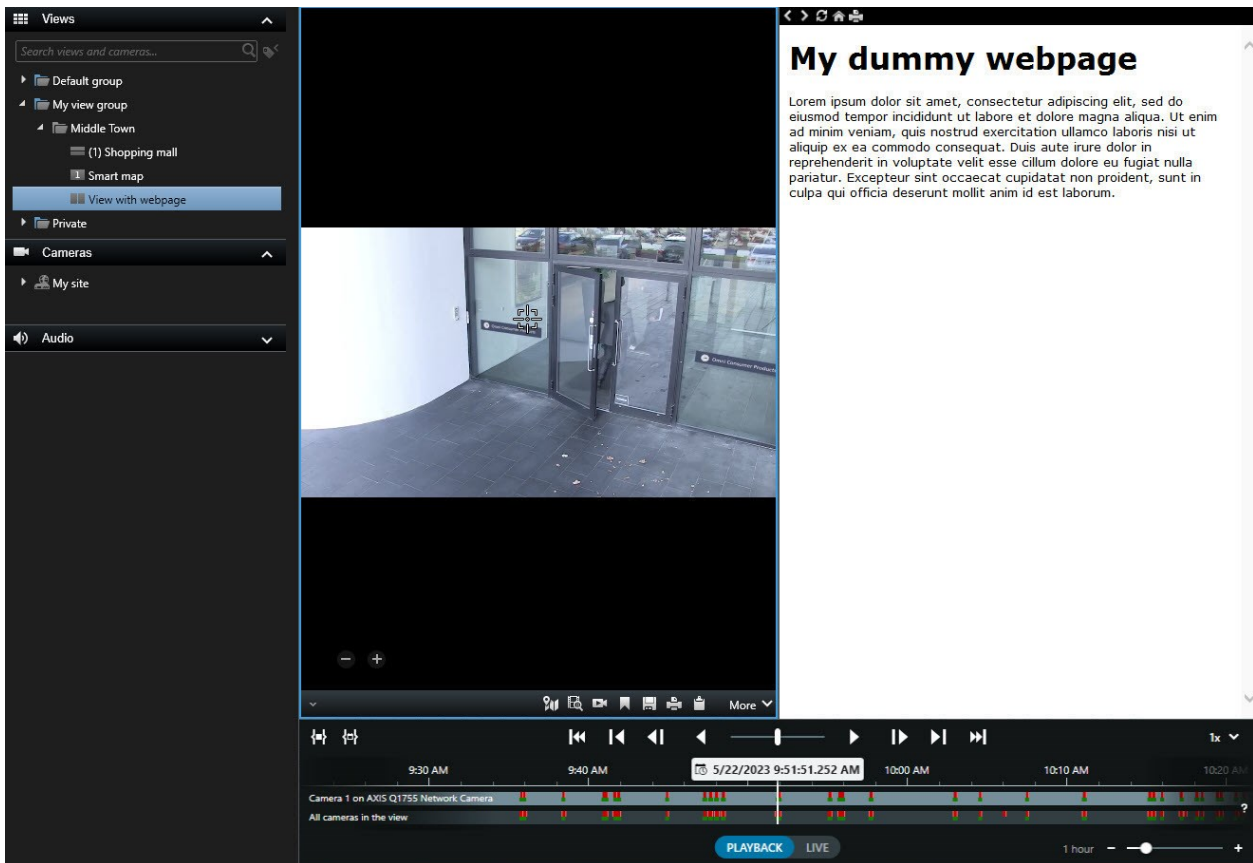 Views
Search views and cameras...
Default group
My view group
Middle Town
(1) Shopping mall
1 Smart map
View with webpage
Private
Cameras
My site
Audio
More
My dummy webpage
Lorem ipsum dolor sit amet, consectetur adipiscing elit, sed do
eiusmod tempor incididunt ut labore et dolore magna aliqua. Ut enim
ad minim veniam, quis nostrud exercitation ullamco laboris nisi ut
aliquip ex ea commodo consequat. Duis aute irure dolor in
reprehenderit in voluptate velit esse cillum dolore eu fugiat nulla
pariatur. Excepteur sint occaecat cupidatat non proident, sunt in
culpa qui officia deserunt mollit anim id est laborum.
1x
9:30 AM 9:40 AM 5/22/2023 9:51:51.252 AM 10:00 AM 10:10 AM 10:20 AM
Camera 1 on AXIS Q1755 Network Camera
All cameras in the view
?
PLAYBACK LIVE
1 hour - +